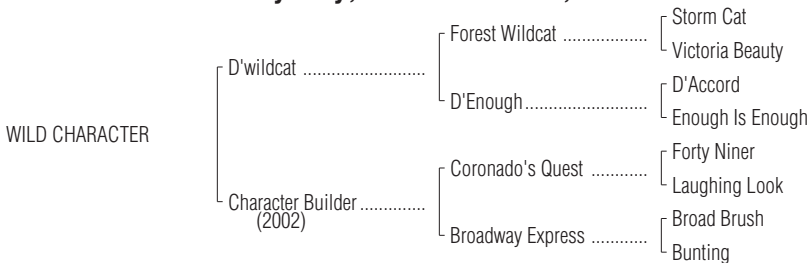 Storm Cat
Forest Wildcat ..................
Victoria Beauty
D'wildcat ..........................
D'Accord
D'Enough..........................
Enough Is Enough
WILD CHARACTER
Forty Niner
Coronado's Quest ............
Laughing Look
Character Builder ..............
(2002)
Broad Brush
Broadway Express ............
Bunting